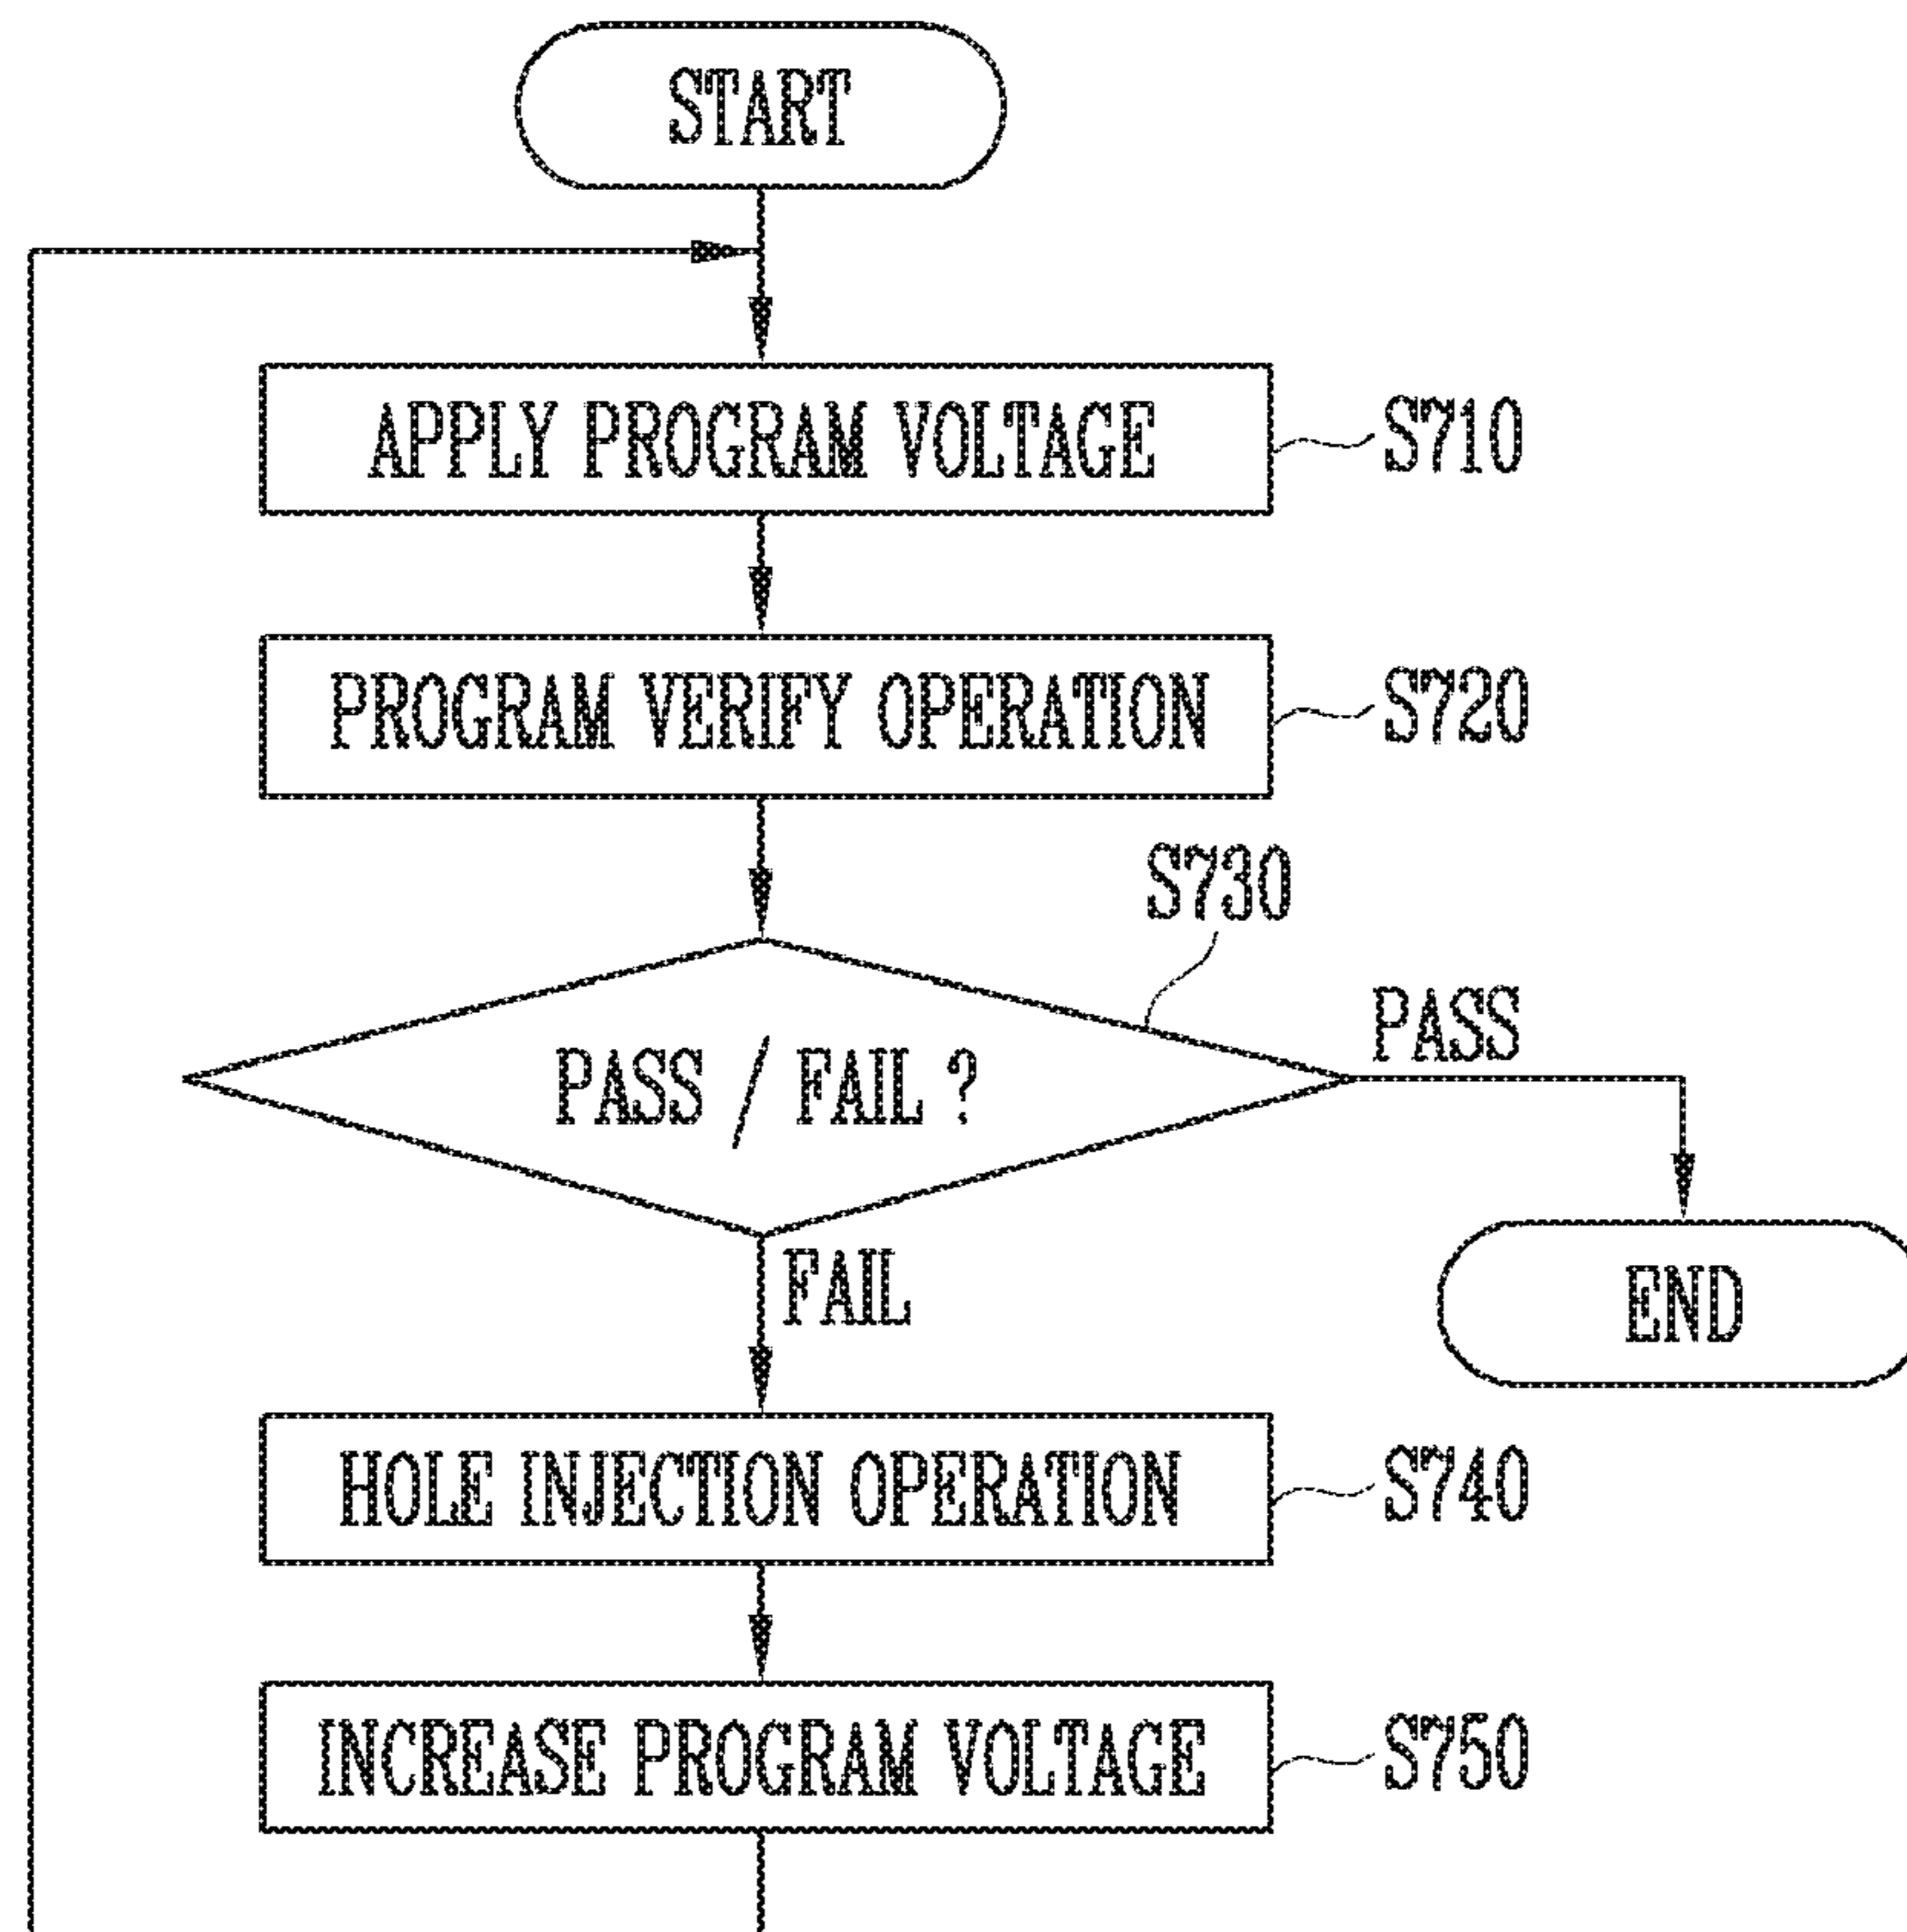 START
APPLY PROGRAM VOLTAGE
S710
PROGRAM VERIFY OPERATION
S720
S730
PASS / FAIL ?
PASS
FAIL
END
HOLE INJECTION OPERATION
S740
INCREASE PROGRAM VOLTAGE
S750